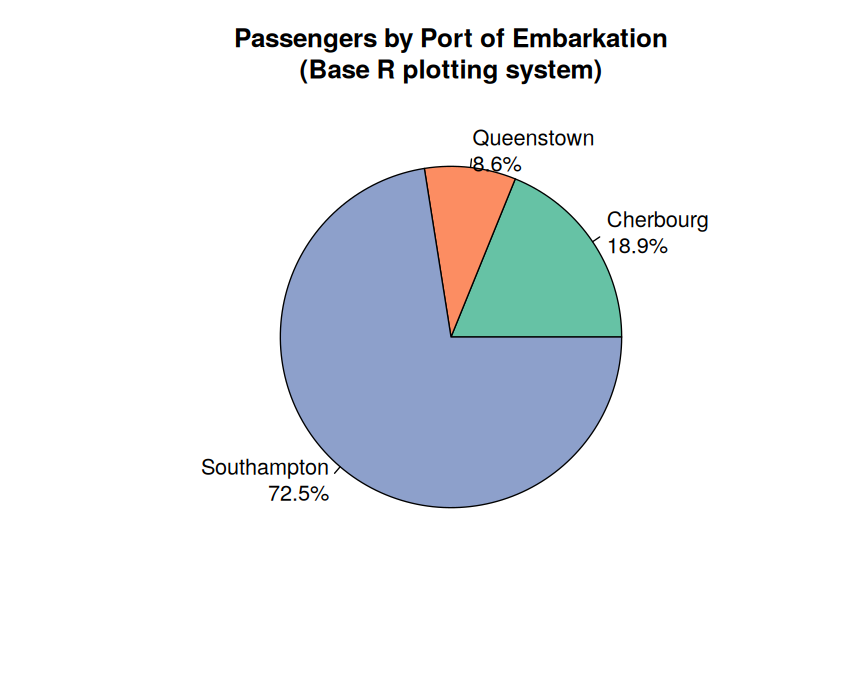 Passengers by Port of Embarkation
(Base R plotting system)
Queenstown
8.6%
Cherbourg
18.9%
Southampton
72.5%